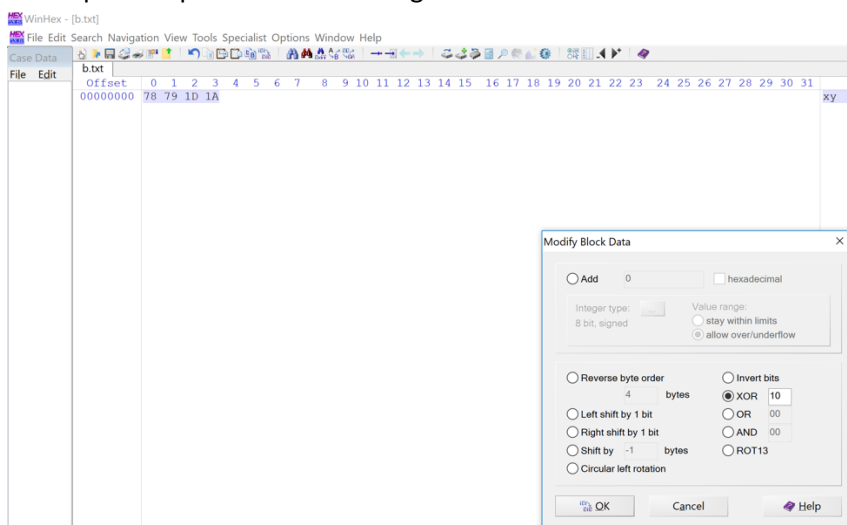 WinHex - [b.txt]
File Edit Search Navigation View Tools Specialist Options Window Help
Case Data
File Edit
b.txt
Offset 0 1 2 3 4 5 6 7 8 9 10 11 12 13 14 15 16 17 18 19 20 21 22 23 24 25 26 27 28 29 30 31
00000000 78 79 1D 1A xy
Modify Block Data
Add 0 hexadecimal
Integer type: ... Value range:
8 bit, signed stay within limits
allow over/underflow
Reverse byte order Invert bits
4 bytes XOR 10
Left shift by 1 bit OR 00
Right shift by 1 bit AND 00
Shift by -1 bytes ROT13
Circular left rotation
OK Cancel Help